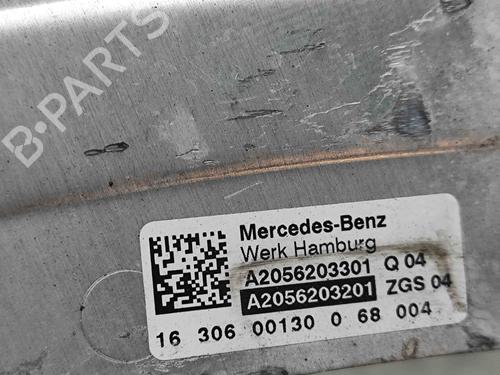 B-PARTS
Mercedes-Benz
Werk Hamburg
A2056203301 Q 04
A2056203201 ZGS 04
16 306 00130 0 68 004